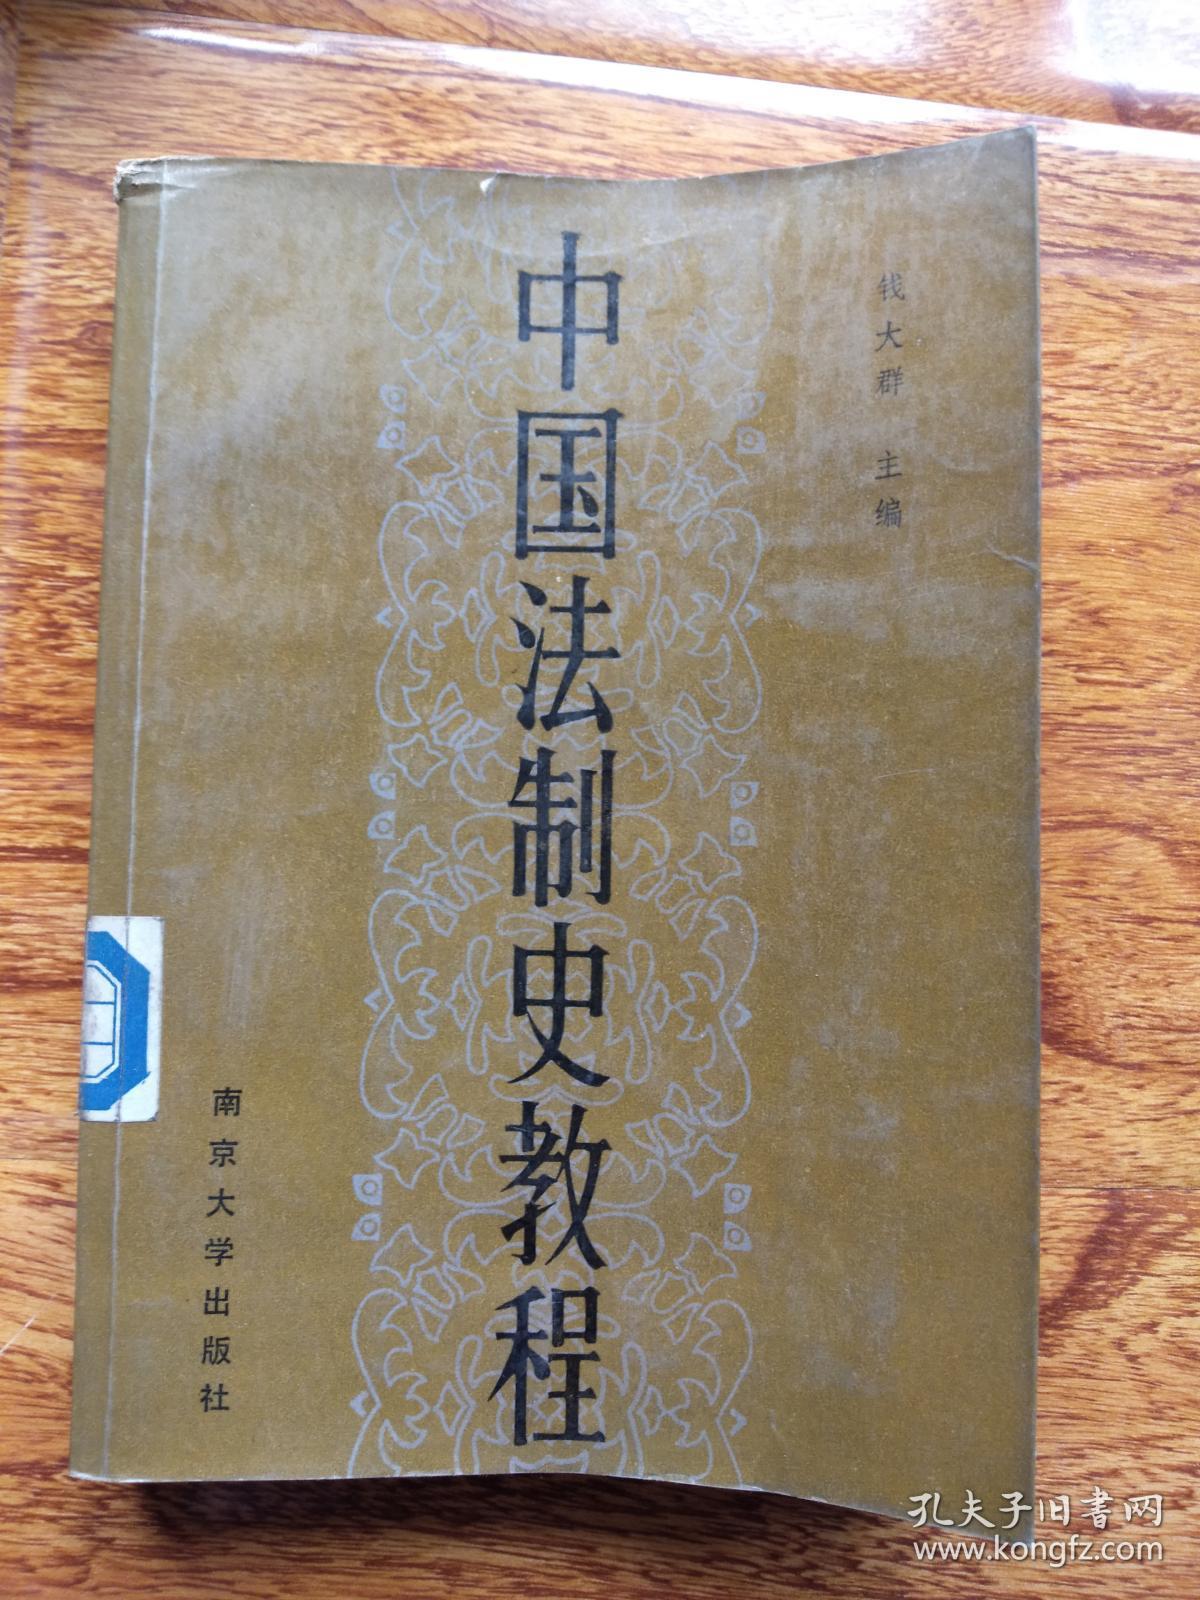 钱大群 主编
中国法制史教程
南京大学出版社
孔夫子旧书网
www.kongfz.com